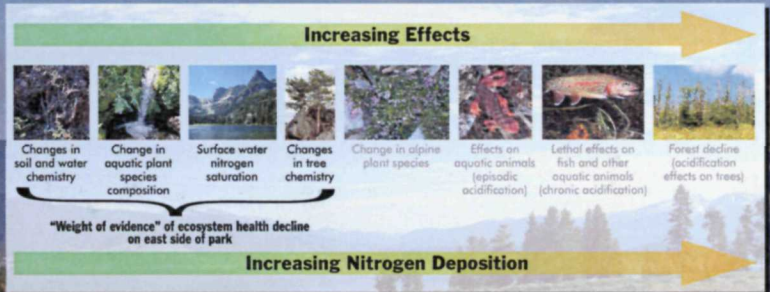 Increasing Effects
Changes in
soil and water
chemistry
Change in
aquatic plant
species
composition
Surface water
nitrogen
saturation
Changes
in tree
chemistry
Change in alpine
plant species
Effects on
aquatic animals
(episodic
acidification)
Lethal effects on
fish and other
aquatic animals
(chronic acidification)
Forest decline
(acidification
effects on trees)
"Weight of evidence" of ecosystem health decline
on east side of park
Increasing Nitrogen Deposition